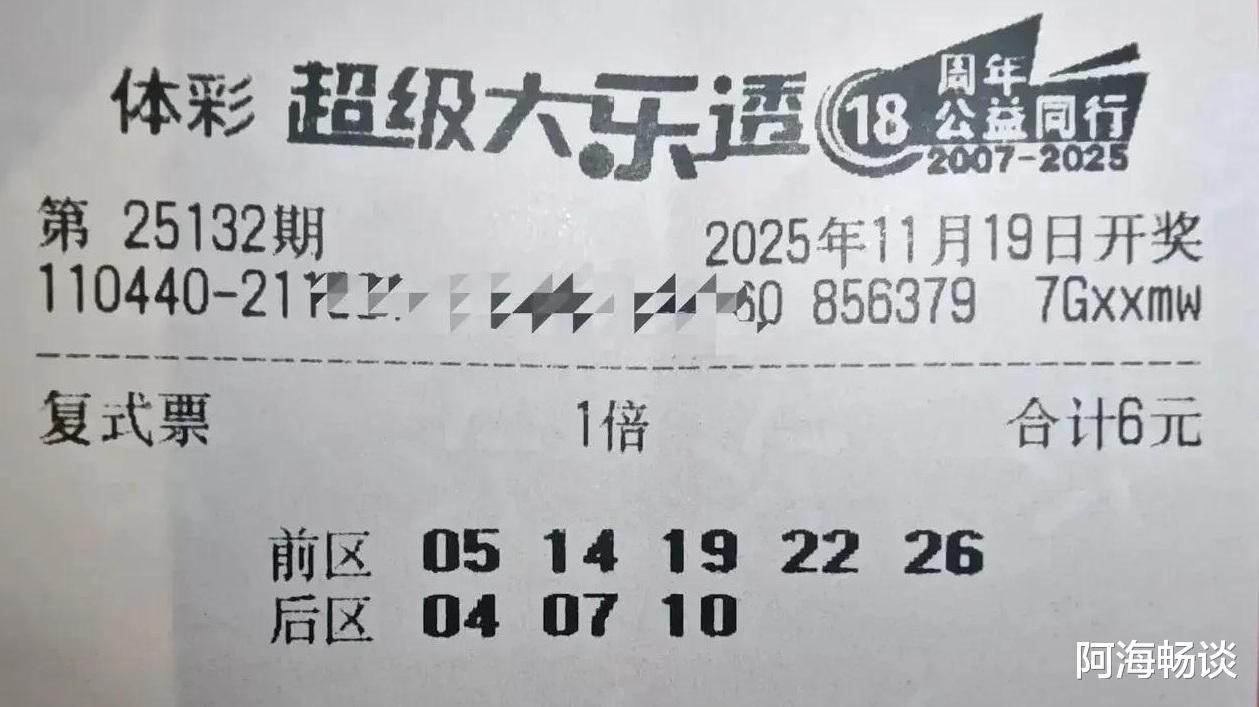 体彩 超级大乐透 18 周年 公益同行 2007-2025
第 25132期 2025年11月19日开奖
110440-21 60 856379 7Gxxmw
复式票 1倍 合计6元
前区 05 14 19 22 26
后区 04 07 10
阿海畅谈